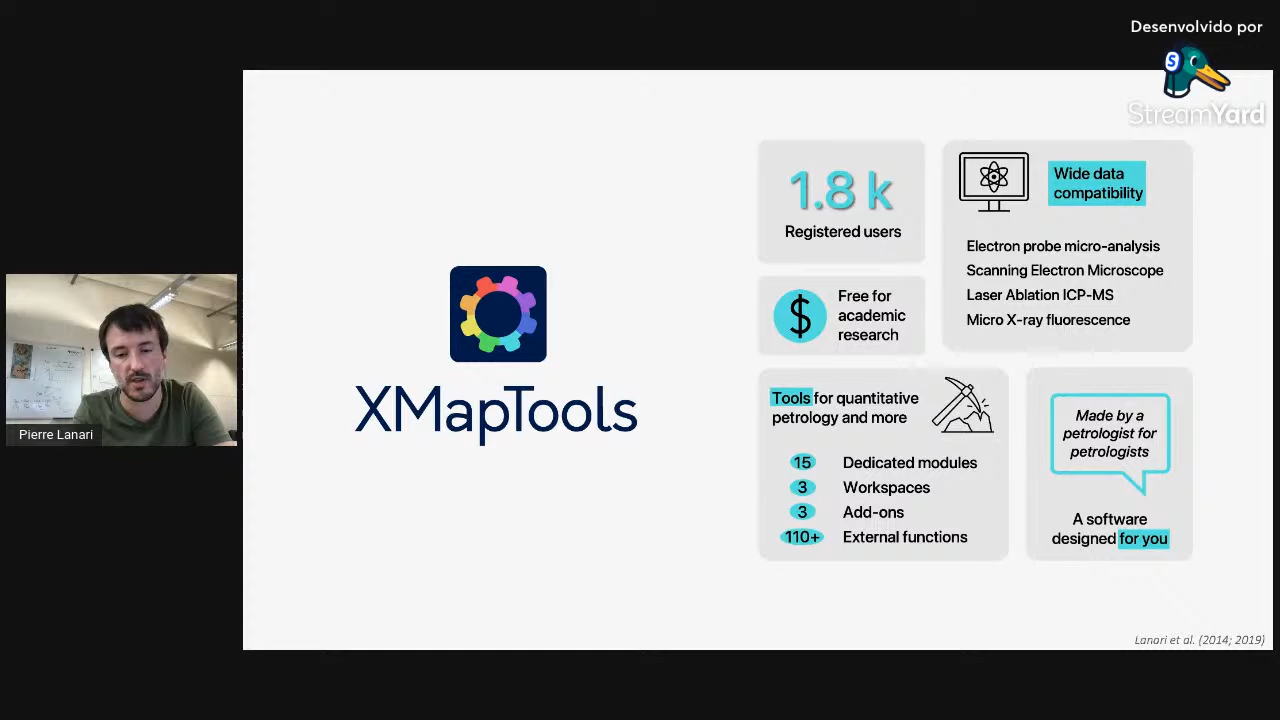 Desenvolvido por
S
StreamYard
1.8 k
Registered users
Wide data
compatibility
Electron probe micro-analysis
Scanning Electron Microscope
Laser Ablation ICP-MS
Micro X-ray fluorescence
$
Free for
academic
research
XMapTools
Tools for quantitative
petrology and more
15 Dedicated modules
3 Workspaces
3 Add-ons
110+ External functions
Made by a
petrologist for
petrologists
A software
designed for you
Pierre Lanari
Lanari et al. (2014; 2019)